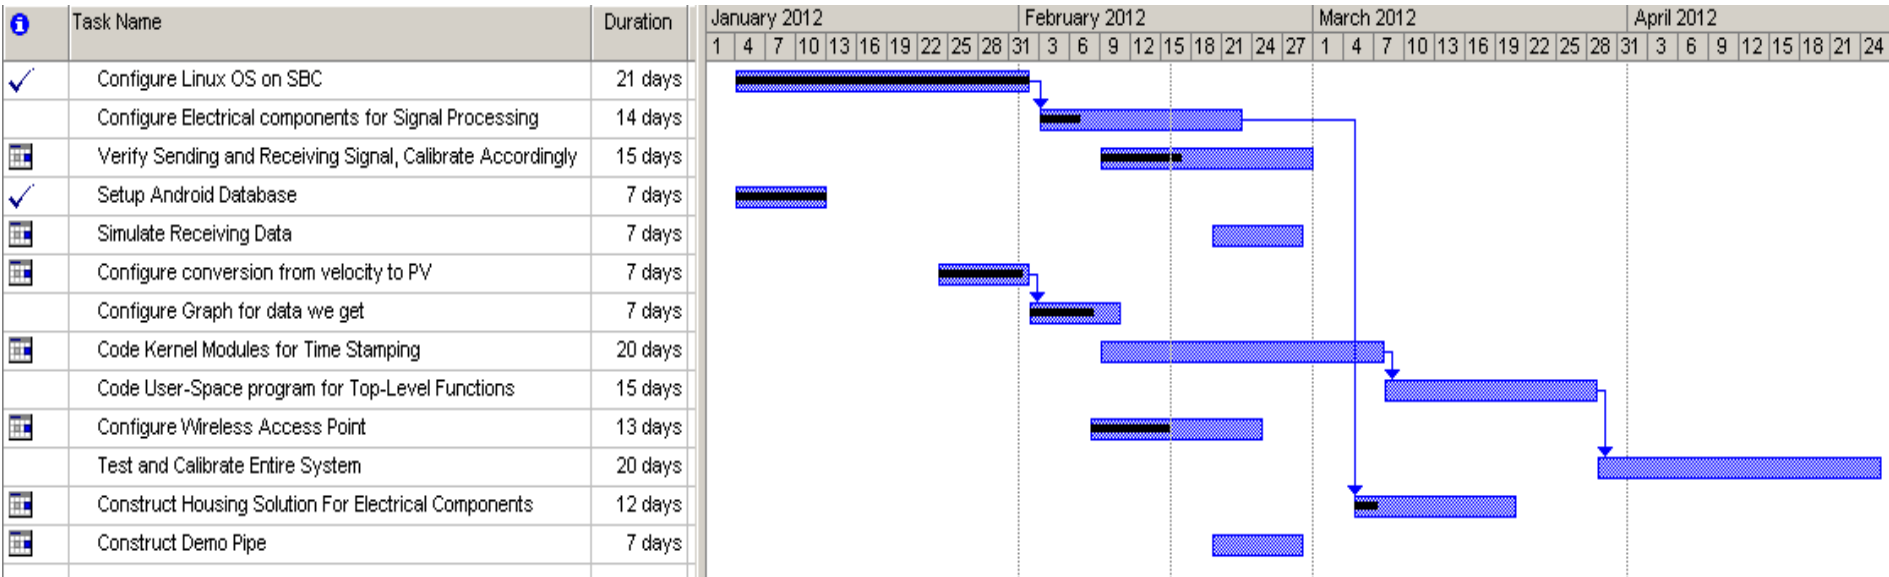 Task Name Duration January 2012 February 2012 March 2012 April 2012
1 4 7 10 13 16 19 22 25 28 31 3 6 9 12 15 18 21 24 27 1 4 7 10 13 16 19 22 25 28 31 3 6 9 12 15 18 21 24
Configure Linux OS on SBC 21 days
Configure Electrical components for Signal Processing 14 days
Verify Sending and Receiving Signal, Calibrate Accordingly 15 days
Setup Android Database 7 days
Simulate Receiving Data 7 days
Configure conversion from velocity to PV 7 days
Configure Graph for data we get 7 days
Code Kernel Modules for Time Stamping 20 days
Code User-Space program for Top-Level Functions 15 days
Configure Wireless Access Point 13 days
Test and Calibrate Entire System 20 days
Construct Housing Solution For Electrical Components 12 days
Construct Demo Pipe 7 days